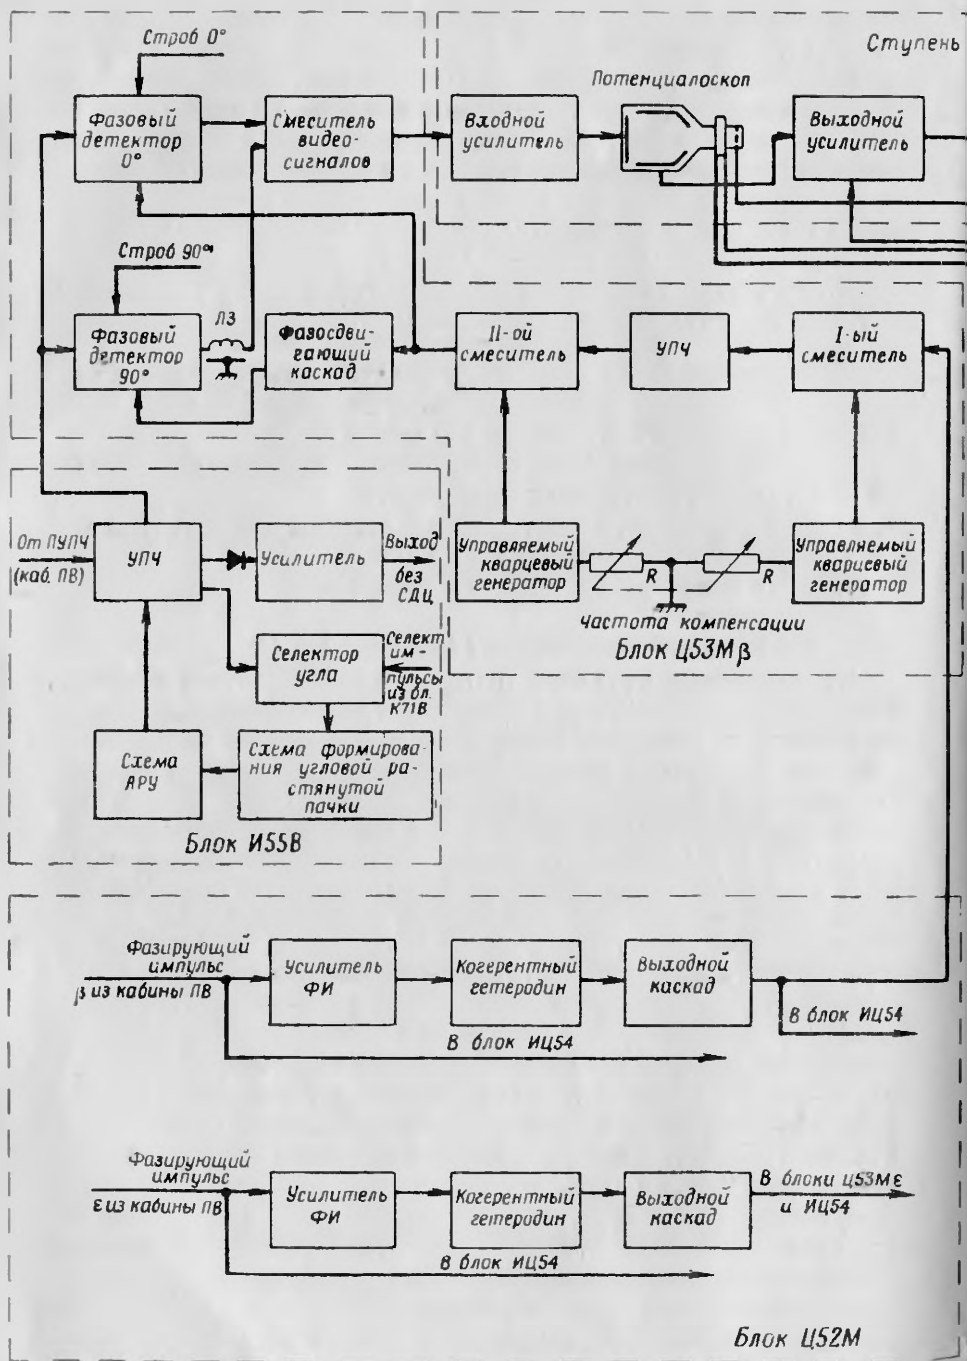 Строб 0°
Ступень
Потенциалоскоп
Фазовый
детектор
0°
Смеситель
видео-
сигналов
Входной
усилитель
Выходной
усилитель
Строб 90°
ЛЗ
Фазовый
детектор
90°
Фазосдви-
гающий
каскад
II-ой
смеситель
УПЧ
I-ый
смеситель
От ПУПЧ
(каб. ПВ)
УПЧ
Усилитель
Выход
без
СДЦ
Управляемый
кварцевый
генератор
R
R
Управляемый
кварцевый
генератор
Частота компенсации
Блок Ц53Мβ
Селектор
угла
Селект
им-
пульсы
из бл.
К71В
Схема
АРУ
Схема формирова-
ния угловой ра-
стянутой
пачки
Блок И55В
Фазирующий
импульс
β из кабины ПВ
Усилитель
ФИ
Когерентный
гетеродин
Выходной
каскад
В блок ИЦ54
В блок ИЦ54
Фазирующий
импульс
ε из кабины ПВ
Усилитель
ФИ
Когерентный
гетеродин
Выходной
каскад
В блоки Ц53Мε
и ИЦ54
В блок ИЦ54
Блок Ц52М